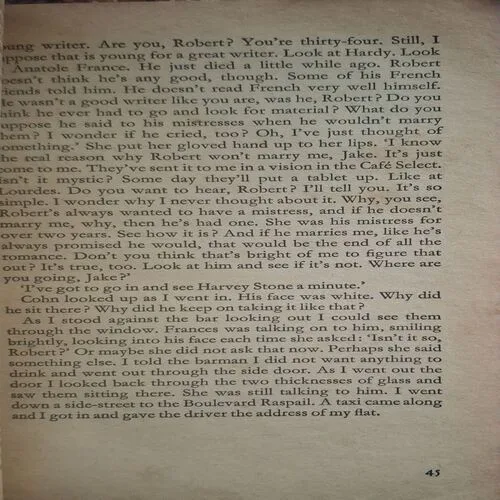 ung writer. Are you, Robert? You're thirty-four. Still, I
ppose that is young for a great writer. Look at Hardy. Look
Anatole France. He just died a little while ago. Robert
esn't think he's any good, though. Some of his French
iends told him. He doesn't read French very well himself.
e wasn't a good writer like you are, was he, Robert? Do you
ink he ever had to go and look for material? What do you
uppose he said to his mistresses when he wouldn't marry
hem? I wonder if he cried, too? Oh, I've just thought of
omething.' She put her gloved hand up to her lips. 'I know
he real reason why Robert won't marry me, Jake. It's just
come to me. They've sent it to me in a vision in the Café Select.
Isn't it mystic? Some day they'll put a tablet up. Like at
Lourdes. Do you want to hear, Robert? I'll tell you. It's so
simple. I wonder why I never thought about it. Why, you see,
Robert's always wanted to have a mistress, and if he doesn't
marry me, why, then he's had one. She was his mistress for
over two years. See how it is? And if he marries me, like he's
always promised he would, that would be the end of all the
romance. Don't you think that's bright of me to figure that
out? It's true, too. Look at him and see if it's not. Where are
you going, Jake?'
'I've got to go in and see Harvey Stone a minute.'
Cohn looked up as I went in. His face was white. Why did
he sit there? Why did he keep on taking it like that?
As I stood against the bar looking out I could see them
through the window. Frances was talking on to him, smiling
brightly, looking into his face each time she asked: 'Isn't it so,
Robert?' Or maybe she did not ask that now. Perhaps she said
something else. I told the barman I did not want anything to
drink and went out through the side door. As I went out the
door I looked back through the two thicknesses of glass and
saw them sitting there. She was still talking to him. I went
down a side-street to the Boulevard Raspail. A taxi came along
and I got in and gave the driver the address of my flat.
45